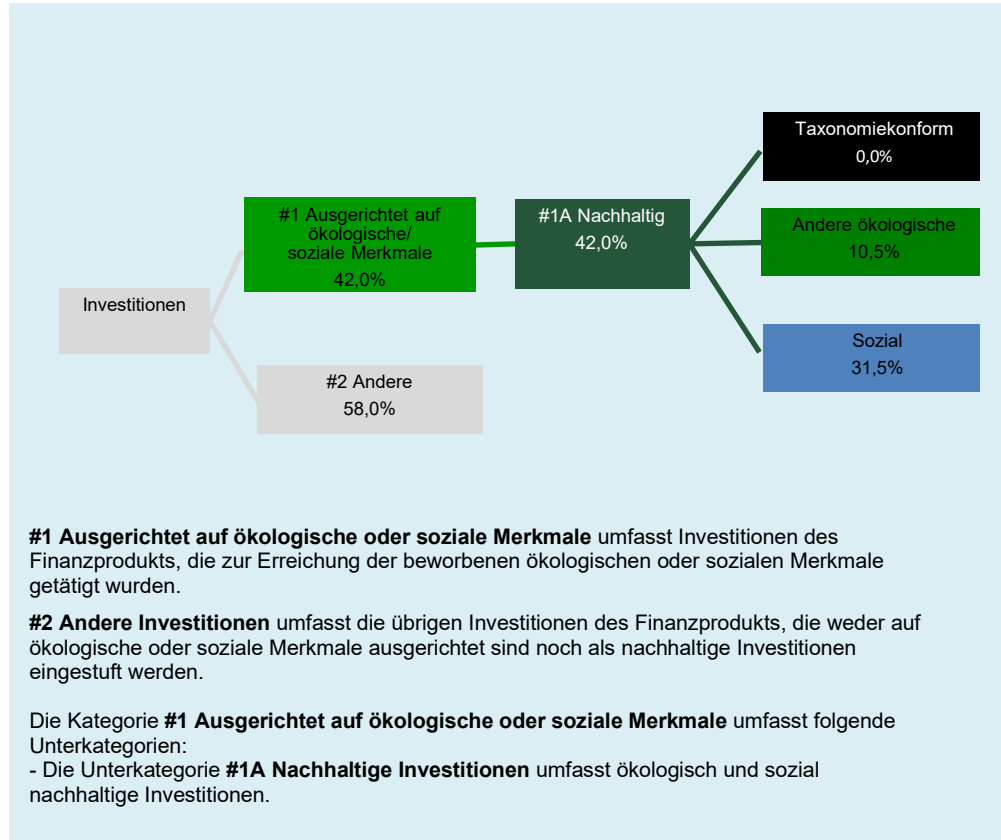 Taxonomiekonform
0,0%
#1 Ausgerichtet auf
ökologische/
soziale Merkmale
42,0%
#1A Nachhaltig
42,0%
Andere ökologische
10,5%
Investitionen
Sozial
31,5%
#2 Andere
58,0%
#1 Ausgerichtet auf ökologische oder soziale Merkmale umfasst Investitionen des
Finanzprodukts, die zur Erreichung der beworbenen ökologischen oder sozialen Merkmale
getätigt wurden.
#2 Andere Investitionen umfasst die übrigen Investitionen des Finanzprodukts, die weder auf
ökologische oder soziale Merkmale ausgerichtet sind noch als nachhaltige Investitionen
eingestuft werden.
Die Kategorie #1 Ausgerichtet auf ökologische oder soziale Merkmale umfasst folgende
Unterkategorien:
- Die Unterkategorie #1A Nachhaltige Investitionen umfasst ökologisch und sozial
nachhaltige Investitionen.